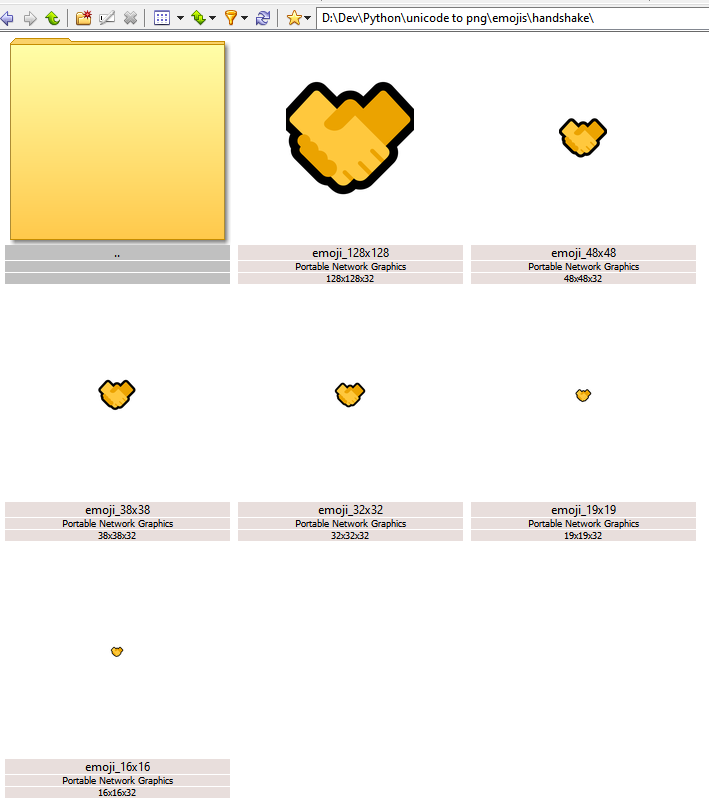 D:\Dev\Python\unicode to png\emojis\handshake\
..
emoji_128x128
Portable Network Graphics
128x128x32
emoji_48x48
Portable Network Graphics
48x48x32
emoji_38x38
Portable Network Graphics
38x38x32
emoji_32x32
Portable Network Graphics
32x32x32
emoji_19x19
Portable Network Graphics
19x19x32
emoji_16x16
Portable Network Graphics
16x16x32